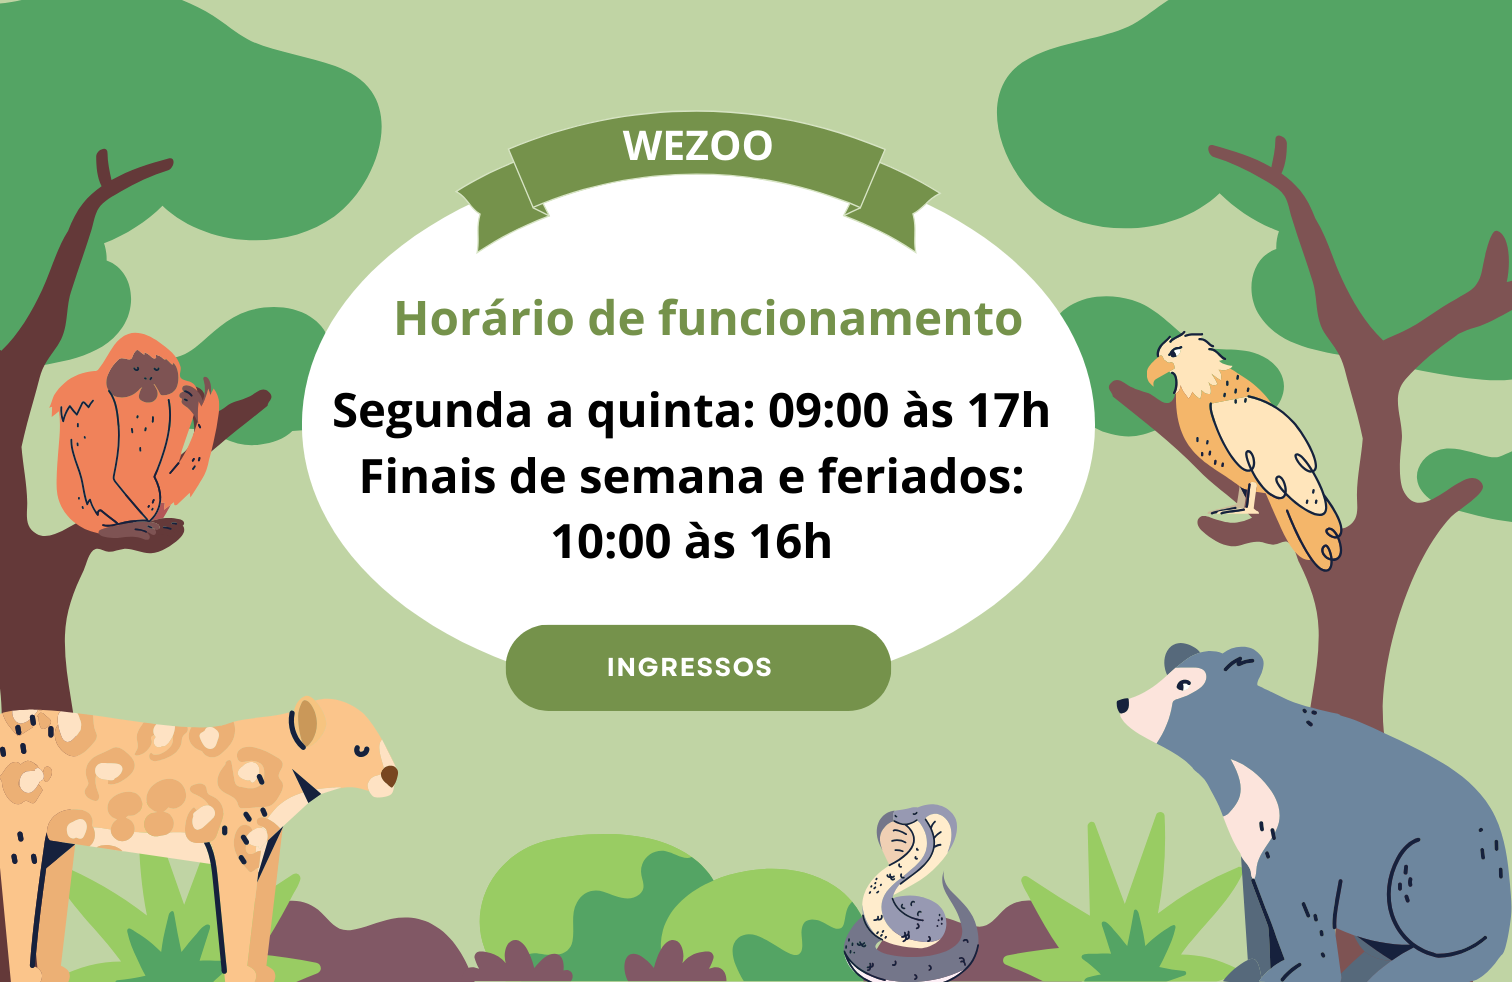 WEZOO
Horário de funcionamento
Segunda a quinta: 09:00 às 17h
Finais de semana e feriados:
10:00 às 16h
INGRESSOS